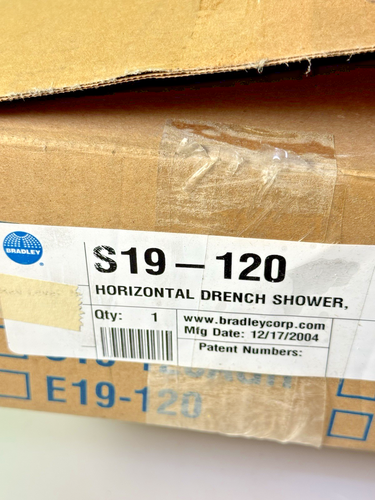 BRADLEY
®
S19-120
HORIZONTAL DRENCH SHOWER,
Qty: 1
www.bradleycorp.com
Mfg Date: 12/17/2004
Patent Numbers:
E19-120